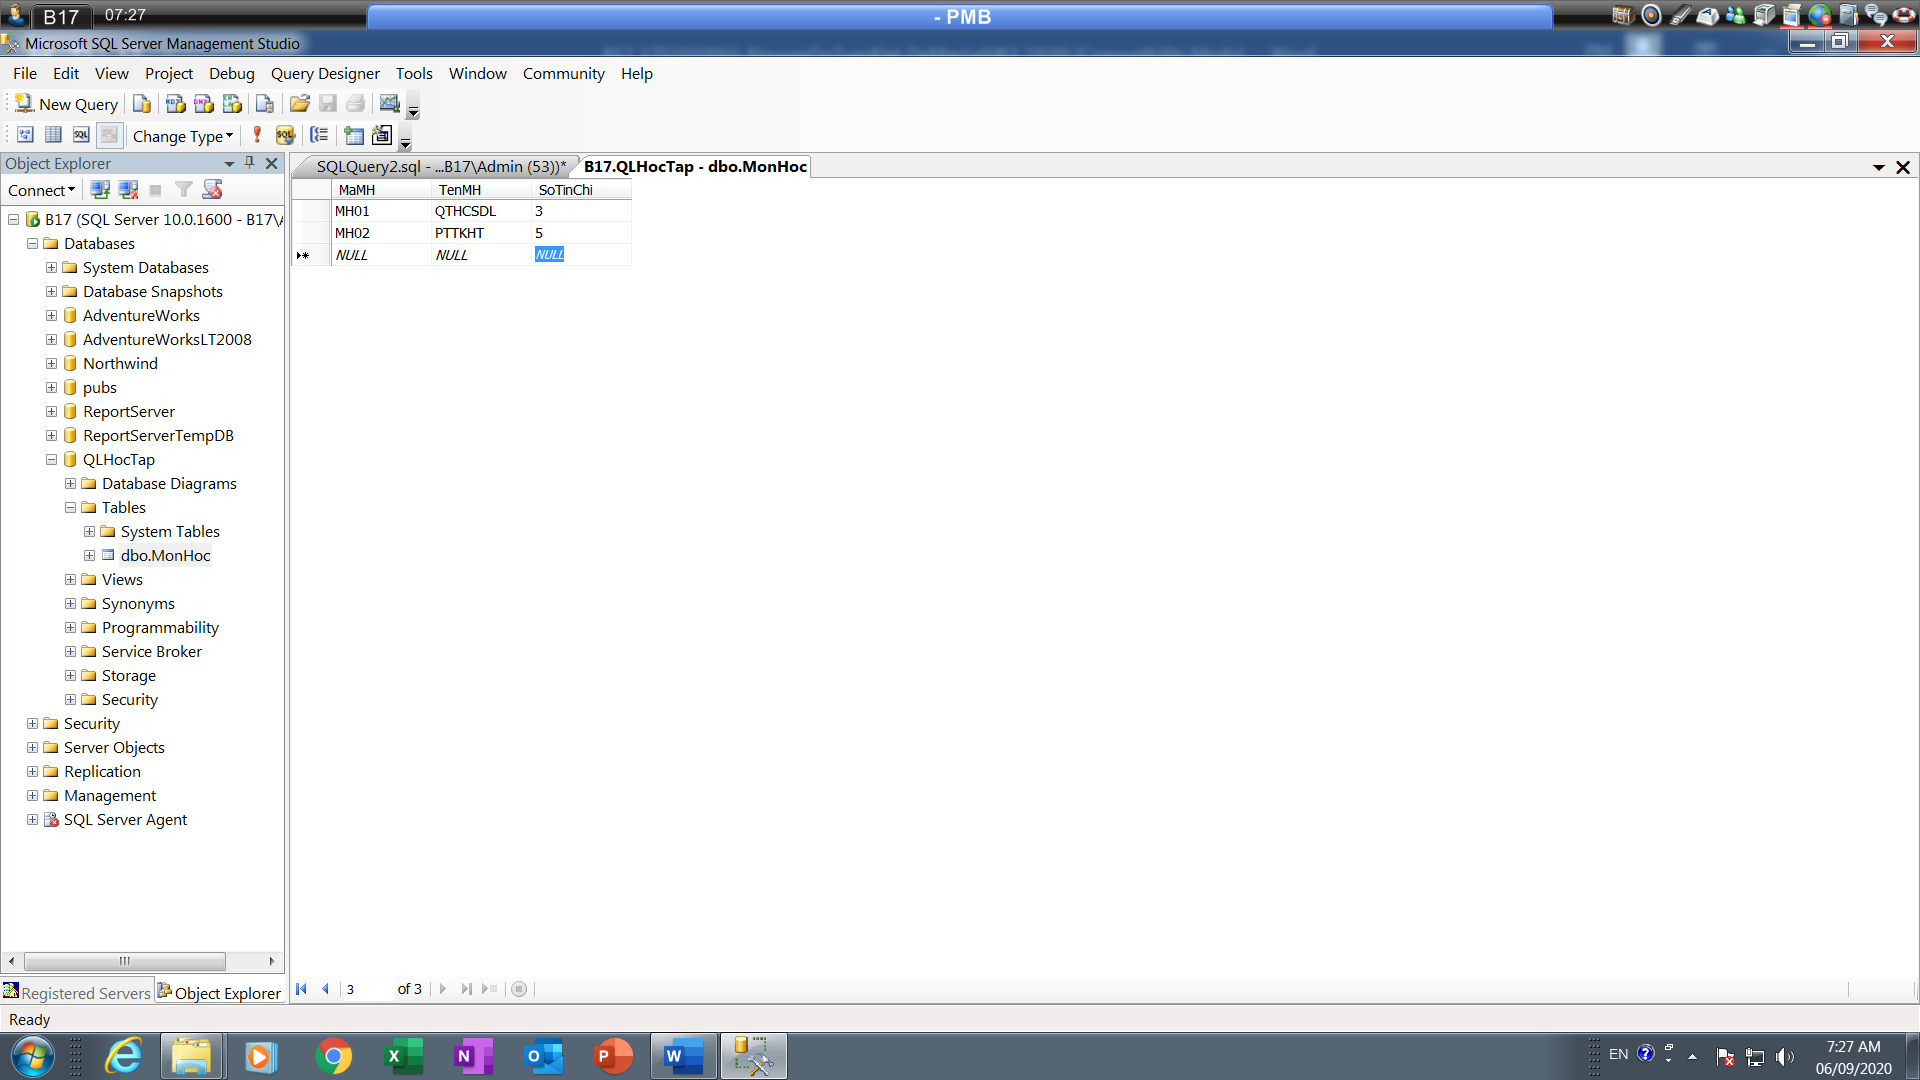 B17 07:27 - PMB
Microsoft SQL Server Management Studio
File Edit View Project Debug Query Designer Tools Window Community Help
New Query
SQL Change Type SQL
Object Explorer
SQLQuery2.sql - ...B17\Admin (53))* B17.QLHocTap - dbo.MonHoc
Connect
MaMH TenMH SoTinChi
MH01 QTHCSDL 3
MH02 PTTKHT 5
NULL NULL NULL
B17 (SQL Server 10.0.1600 - B17\A
Databases
System Databases
Database Snapshots
AdventureWorks
AdventureWorksLT2008
Northwind
pubs
ReportServer
ReportServerTempDB
QLHocTap
Database Diagrams
Tables
System Tables
dbo.MonHoc
Views
Synonyms
Programmability
Service Broker
Storage
Security
Security
Server Objects
Replication
Management
SQL Server Agent
Registered Servers Object Explorer
3 of 3
Ready
EN
7:27 AM
06/09/2020